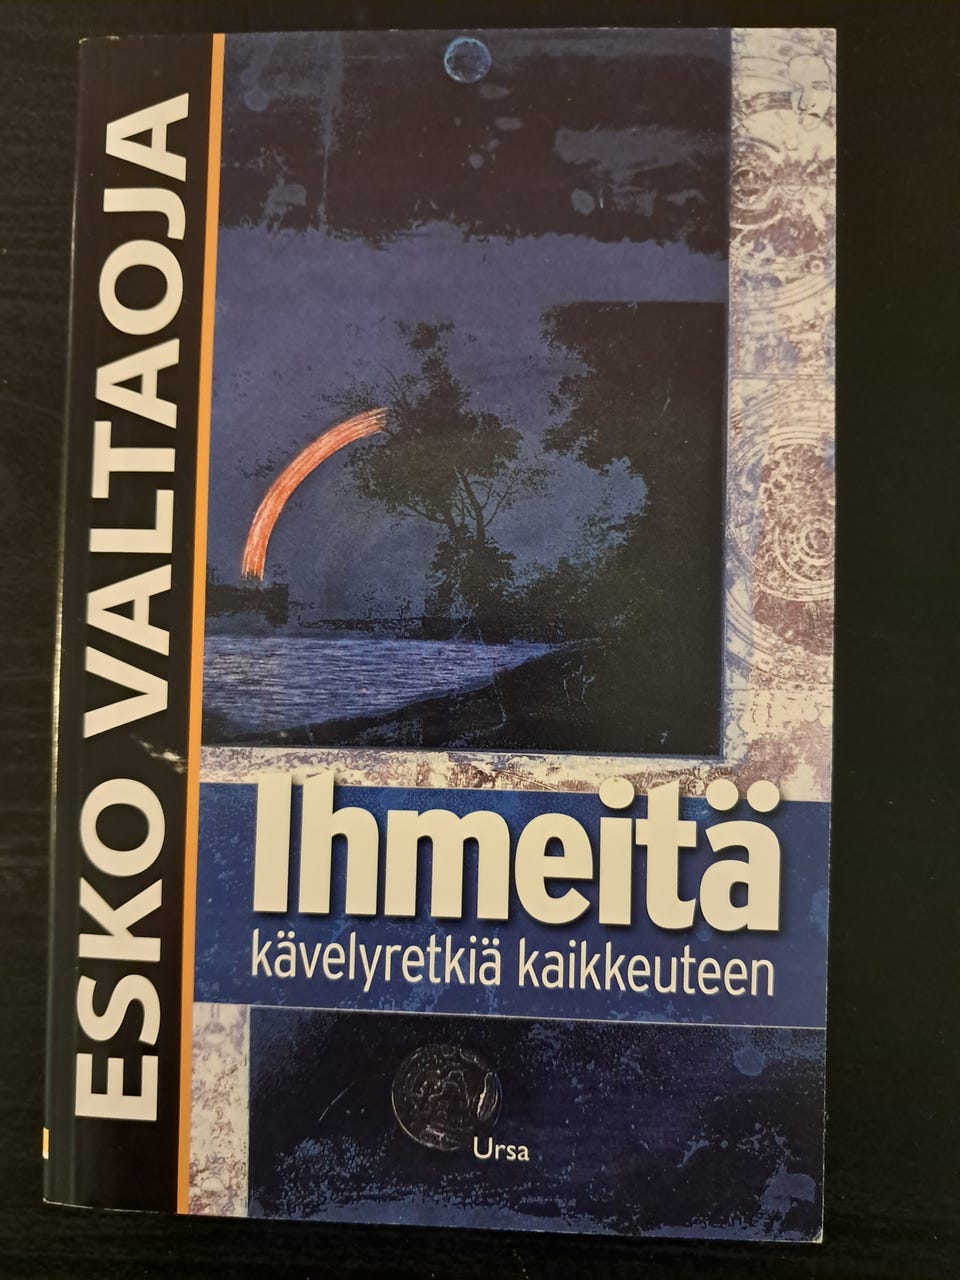 ESKO VALTAOJA
Ihmeitä
kävelyretkiä kaikkeuteen
Ursa